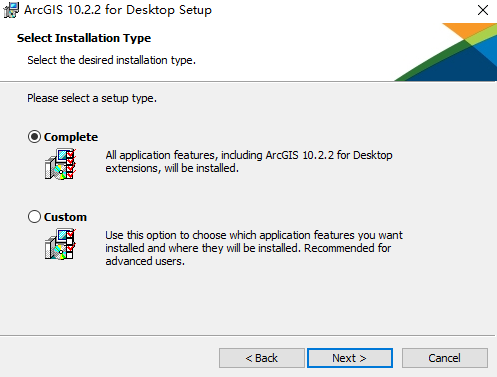 ArcGIS 10.2.2 for Desktop Setup
Select Installation Type
Select the desired installation type.
Please select a setup type.
Complete
All application features, including ArcGIS 10.2.2 for Desktop
extensions, will be installed.
Custom
Use this option to choose which application features you want
installed and where they will be installed. Recommended for
advanced users.
< Back
Next >
Cancel